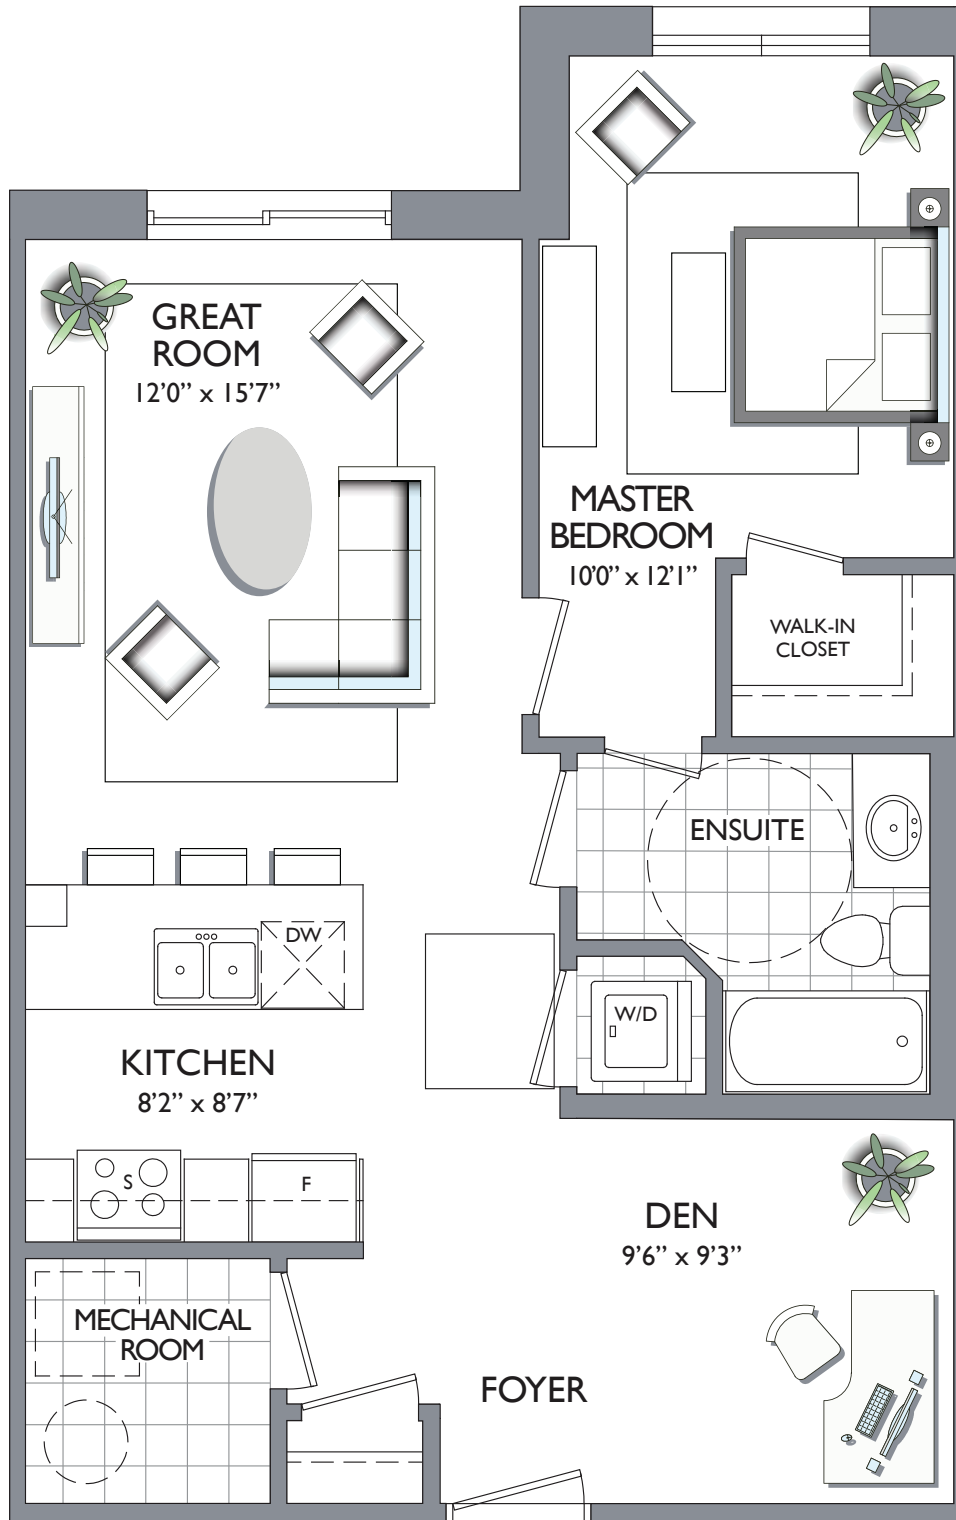 GREAT
ROOM
12'0” x 15'7”
MASTER
BEDROOM
10'0” x 12'1”
WALK-IN
CLOSET
ENSUITE
DW
W/D
KITCHEN
8'2” x 8'7”
S
F
DEN
9'6” x 9'3”
MECHANICAL
ROOM
FOYER